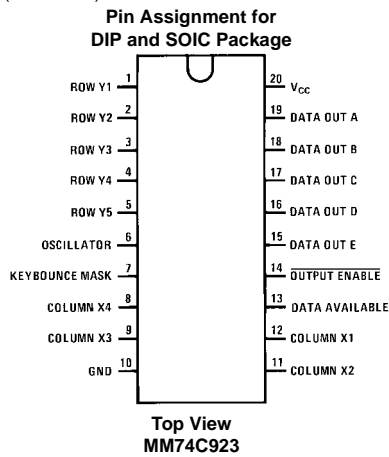 Pin Assignment for
DIP and SOIC Package
ROW Y1 1 20 VCC
ROW Y2 2 19 DATA OUT A
ROW Y3 3 18 DATA OUT B
ROW Y4 4 17 DATA OUT C
ROW Y5 5 16 DATA OUT D
OSCILLATOR 6 15 DATA OUT E
KEYBOUNCE MASK 7 14 OUTPUT ENABLE
COLUMN X4 8 13 DATA AVAILABLE
COLUMN X3 9 12 COLUMN X1
GND 10 11 COLUMN X2
Top View
MM74C923